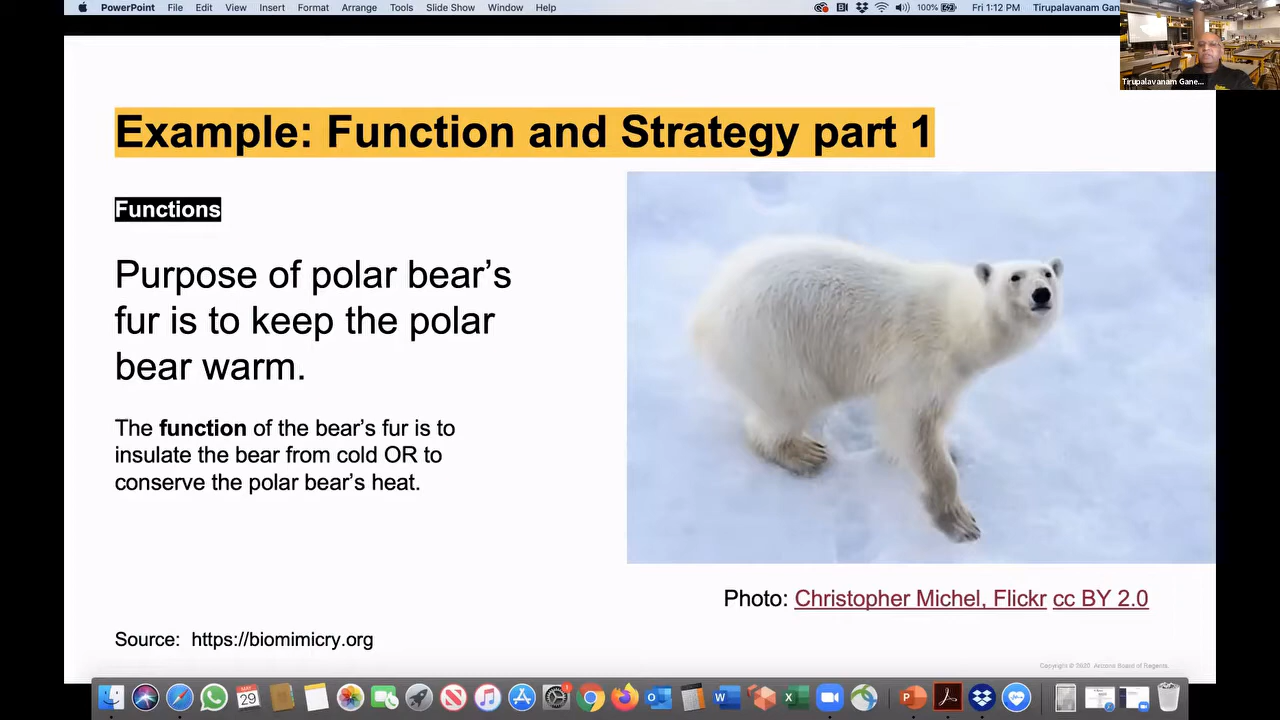 PowerPoint File Edit View Insert Format Arrange Tools Slide Show Window Help 100% Fri 1:12 PM Tirupalavanam Gan
Tirupalavanam Gane...
Example: Function and Strategy part 1
Functions
Purpose of polar bear’s
fur is to keep the polar
bear warm.
The function of the bear’s fur is to
insulate the bear from cold OR to
conserve the polar bear’s heat.
Photo: Christopher Michel, Flickr cc BY 2.0
Source: https://biomimicry.org
Copyright © 2020 Arizona Board of Regents.
MAY
29